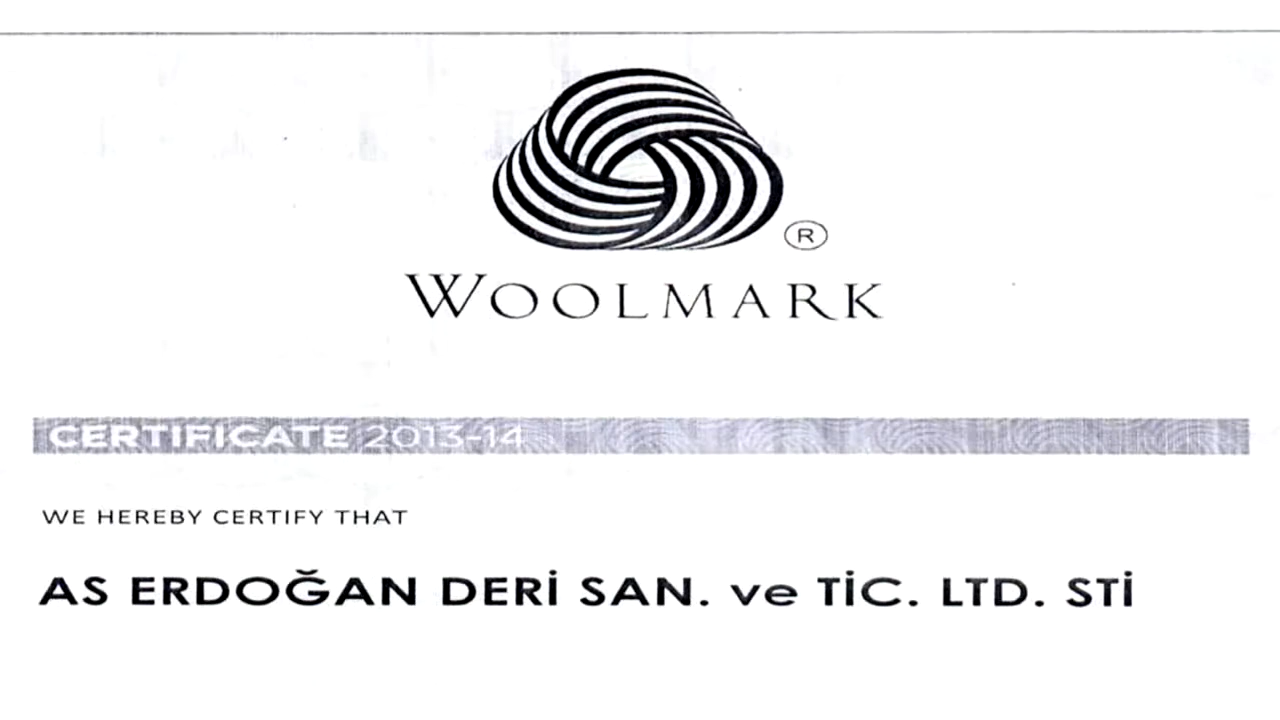 ®
WOOLMARK
CERTIFICATE 2013-14
WE HEREBY CERTIFY THAT
AS ERDOĞAN DERİ SAN. ve TİC. LTD. STİ